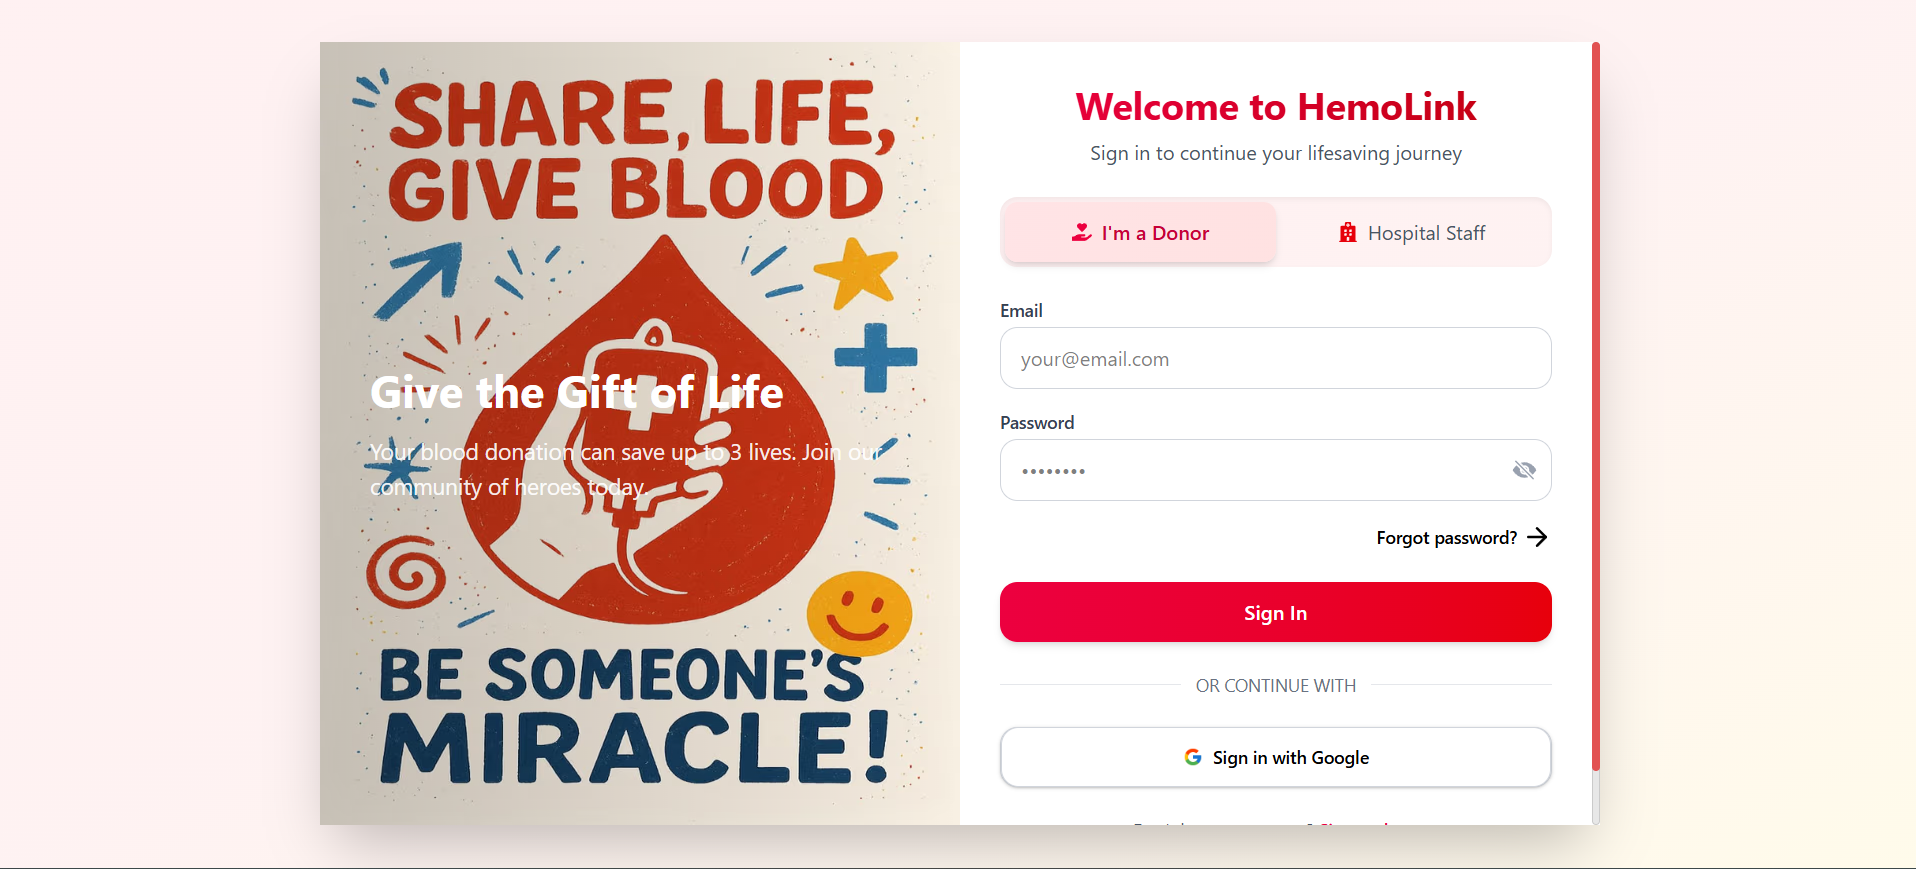 SHARE, LIFE,
GIVE BLOOD
Give the Gift of Life
Your blood donation can save up to 3 lives. Join our
community of heroes today.
BE SOMEONE'S
MIRACLE!
Welcome to HemoLink
Sign in to continue your lifesaving journey
I'm a Donor
Hospital Staff
Email
your@email.com
Password
••••••••
Forgot password?
Sign In
OR CONTINUE WITH
Sign in with Google